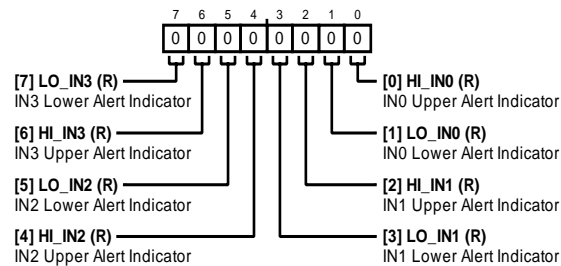 7 6 5 4 3 2 1 0
0 0 0 0 0 0 0 0
[7] LO_IN3 (R)
IN3 Lower Alert Indicator
[6] HI_IN3 (R)
IN3 Upper Alert Indicator
[5] LO_IN2 (R)
IN2 Lower Alert Indicator
[4] HI_IN2 (R)
IN2 Upper Alert Indicator
[0] HI_IN0 (R)
IN0 Upper Alert Indicator
[1] LO_IN0 (R)
IN0 Lower Alert Indicator
[2] HI_IN1 (R)
IN1 Upper Alert Indicator
[3] LO_IN1 (R)
IN1 Lower Alert Indicator